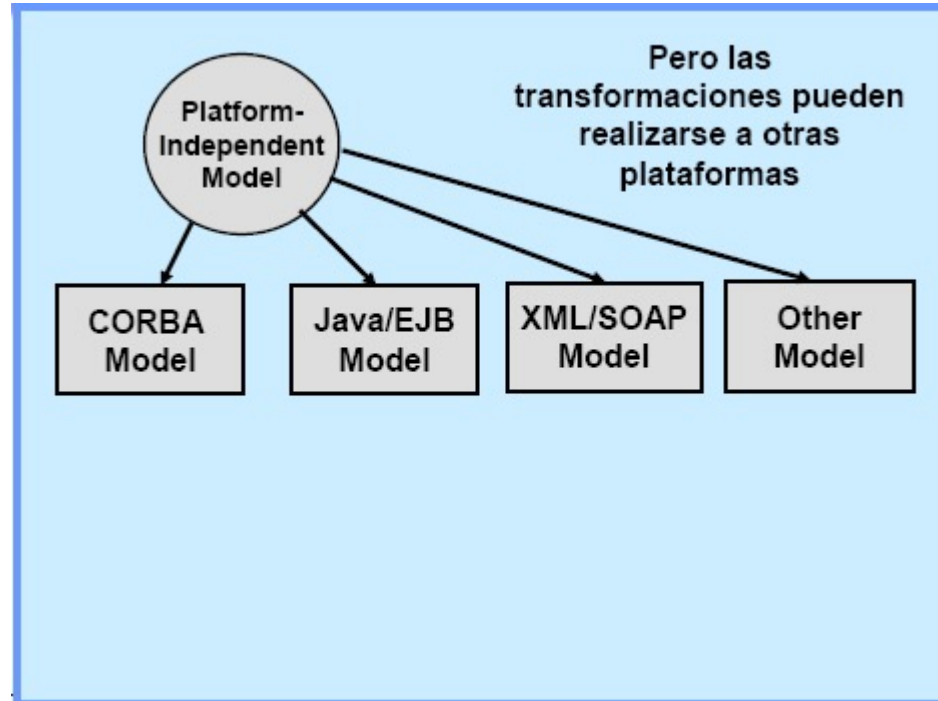 Platform-
Independent
Model
Pero las
transformaciones pueden
realizarse a otras
plataformas
CORBA
Model
Java/EJB
Model
XML/SOAP
Model
Other
Model